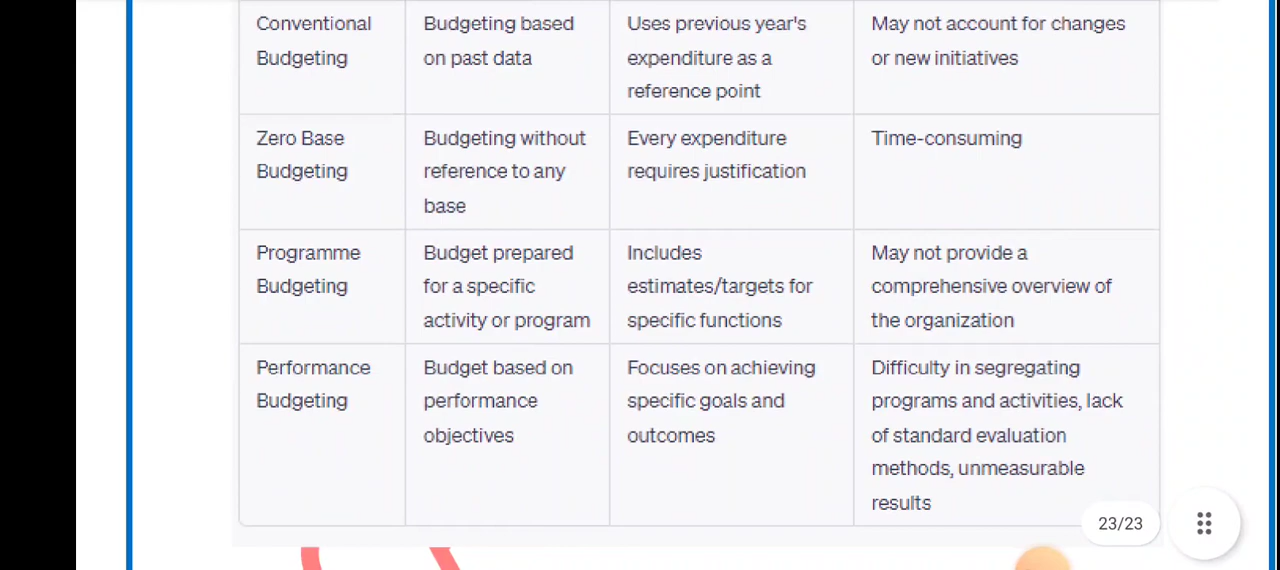 Conventional Budgeting based Uses previous year's May not account for changes
Budgeting on past data expenditure as a or new initiatives
reference point
Zero Base Budgeting without Every expenditure Time-consuming
Budgeting reference to any requires justification
base
Programme Budget prepared Includes May not provide a
Budgeting for a specific estimates/targets for comprehensive overview of
activity or program specific functions the organization
Performance Budget based on Focuses on achieving Difficulty in segregating
Budgeting performance specific goals and programs and activities, lack
objectives outcomes of standard evaluation
methods, unmeasurable
results
23/23